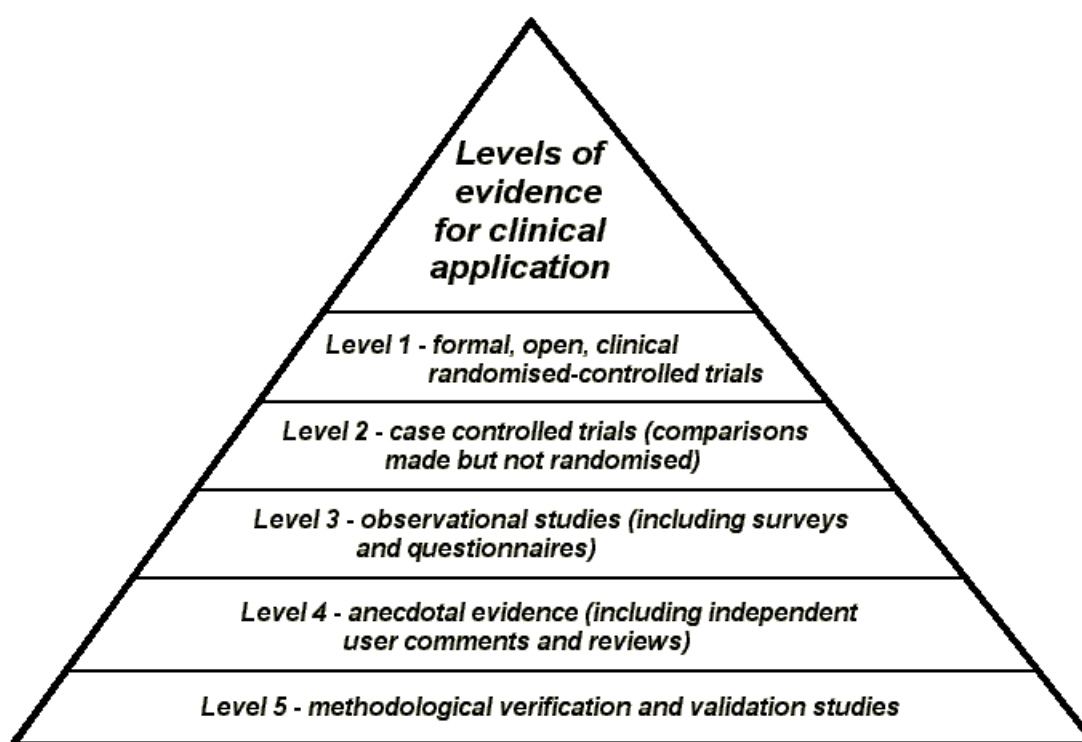 Levels of
evidence
for clinical
application
Level 1 - formal, open, clinical
randomised-controlled trials
Level 2 - case controlled trials (comparisons
made but not randomised)
Level 3 - observational studies (including surveys
and questionnaires)
Level 4 - anecdotal evidence (including independent
user comments and reviews)
Level 5 - methodological verification and validation studies